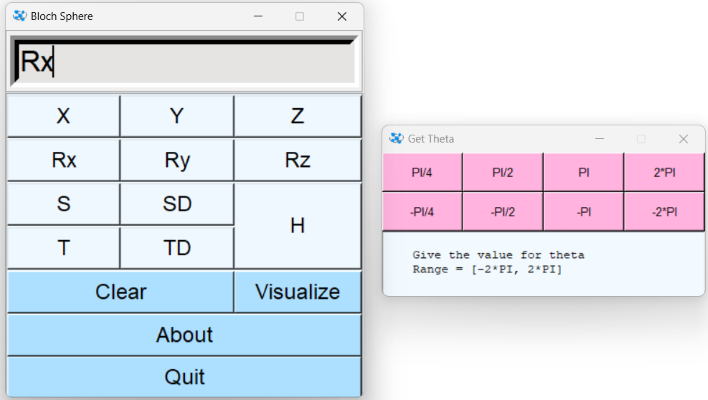 Bloch Sphere
Rx
X Y Z
Rx Ry Rz
S SD
H
T TD
Clear Visualize
About
Quit
Get Theta
PI/4 PI/2 PI 2*PI
-PI/4 -PI/2 -PI -2*PI
Give the value for theta
Range = [-2*PI, 2*PI]